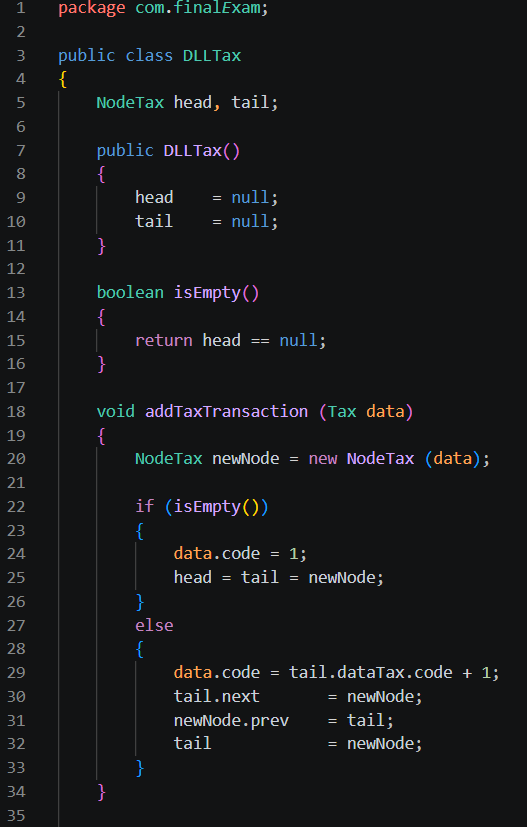 1 package com.finalExam;
2
3 public class DLLTax
4 {
5     NodeTax head, tail;
6
7     public DLLTax()
8     {
9         head    = null;
10         tail    = null;
11     }
12
13     boolean isEmpty()
14     {
15         return head == null;
16     }
17
18     void addTaxTransaction (Tax data)
19     {
20         NodeTax newNode = new NodeTax (data);
21
22         if (isEmpty())
23         {
24             data.code = 1;
25             head = tail = newNode;
26         }
27         else
28         {
29             data.code = tail.dataTax.code + 1;
30             tail.next       = newNode;
31             newNode.prev    = tail;
32             tail            = newNode;
33         }
34     }
35